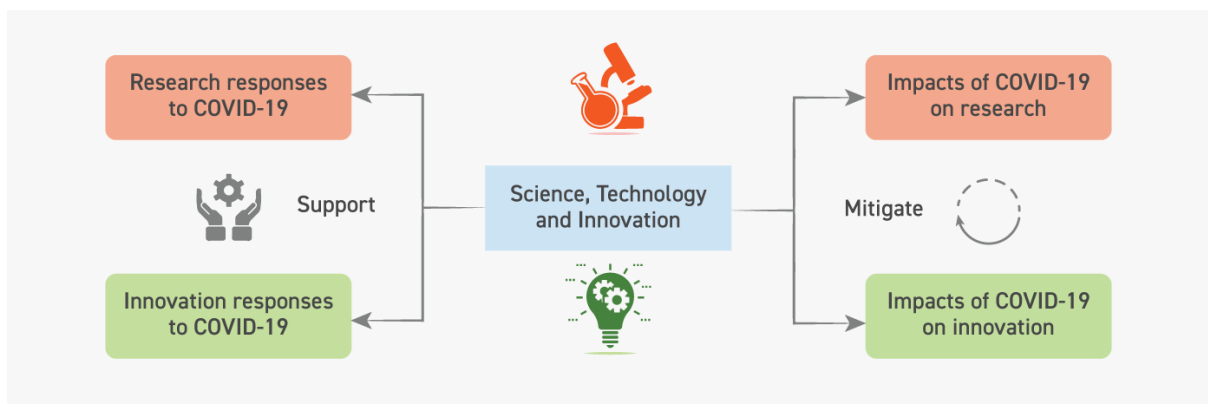 Research responses
to COVID-19
Support
Innovation responses
to COVID-19
Science, Technology
and Innovation
Impacts of COVID-19
on research
Mitigate
Impacts of COVID-19
on innovation